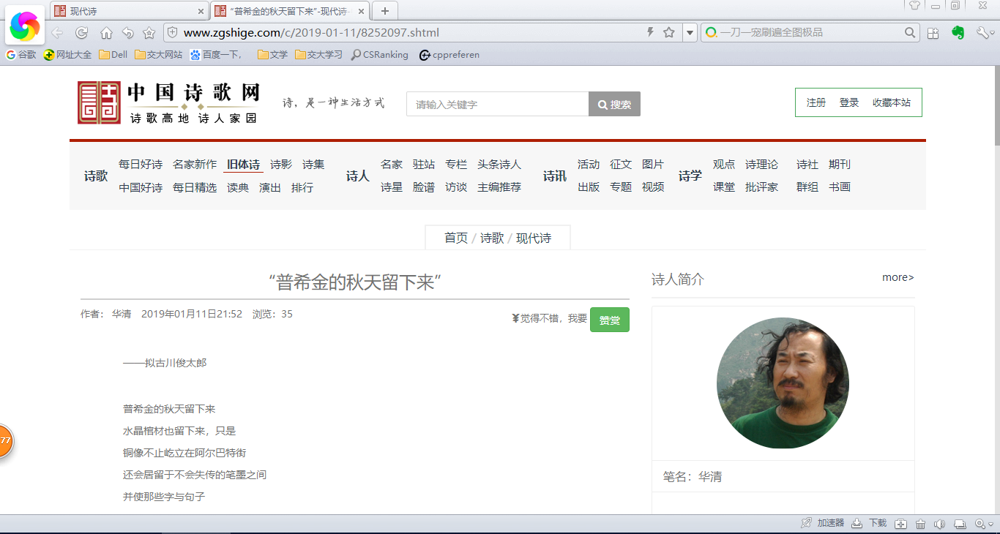 现代诗
“普希金的秋天留下来”-现代诗-
www.zgshige.com/c/2019-01-11/8252097.shtml
一刀一宠刷遍全图极品
谷歌 网址大全 Dell 交大网站 百度一下， 文学 交大学习 CSRanking cppreferen
中国诗歌网
诗歌高地 诗人家园
诗，是一种生活方式
请输入关键字
搜索
注册 登录 收藏本站
诗歌
每日好诗 名家新作 旧体诗 诗影 诗集
中国好诗 每日精选 读典 演出 排行
诗人
名家 驻站 专栏 头条诗人
诗星 脸谱 访谈 主编推荐
诗讯
活动 征文 图片
出版 专题 视频
诗学
观点 诗理论 诗社 期刊
课堂 批评家 群组 书画
首页 / 诗歌 / 现代诗
“普希金的秋天留下来”
作者： 华清 2019年01月11日21:52 浏览：35
¥觉得不错，我要 赞赏
——拟古川俊太郎
普希金的秋天留下来
水晶棺材也留下来，只是
铜像不止屹立在阿尔巴特街
还会居留于不会失传的笔墨之间
并使那些字与句子
诗人简介 more>
笔名：华清
77
加速器 下载